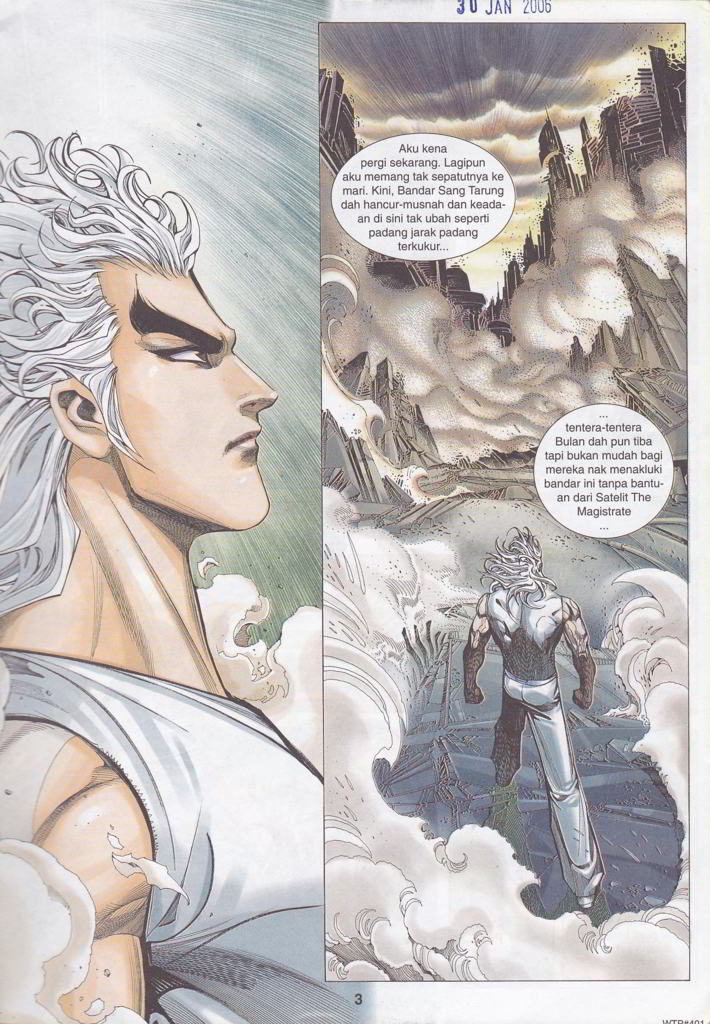 30 JAN 2006
Aku kena
pergi sekarang. Lagipun
aku memang tak sepatutnya ke
mari. Kini, Bandar Sang Tarung
dah hancur-musnah dan keada-
an di sini tak ubah seperti
padang jarak padang
terkukur...
...
tentera-tentera
Bulan dah pun tiba
tapi bukan mudah bagi
mereka nak menakluki
bandar ini tanpa bantu-
an dari Satelit The
Magistrate
...
3